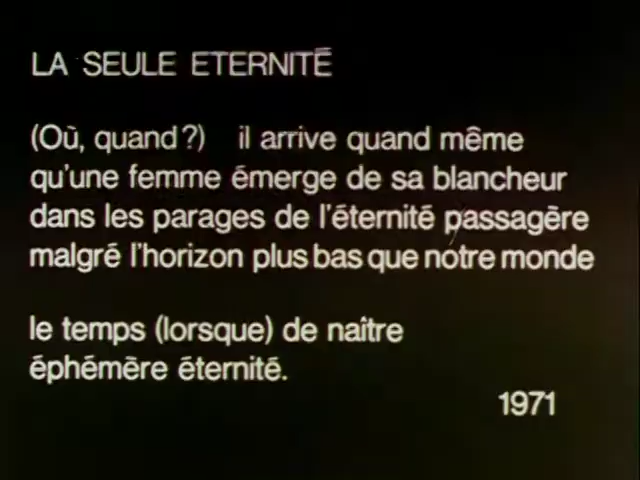 LA SEULE ETERNITÉ
(Où, quand?) il arrive quand même
qu'une femme émerge de sa blancheur
dans les parages de l'éternité passagère
malgré l'horizon plus bas que notre monde
le temps (lorsque) de naître
éphémère éternité.
1971